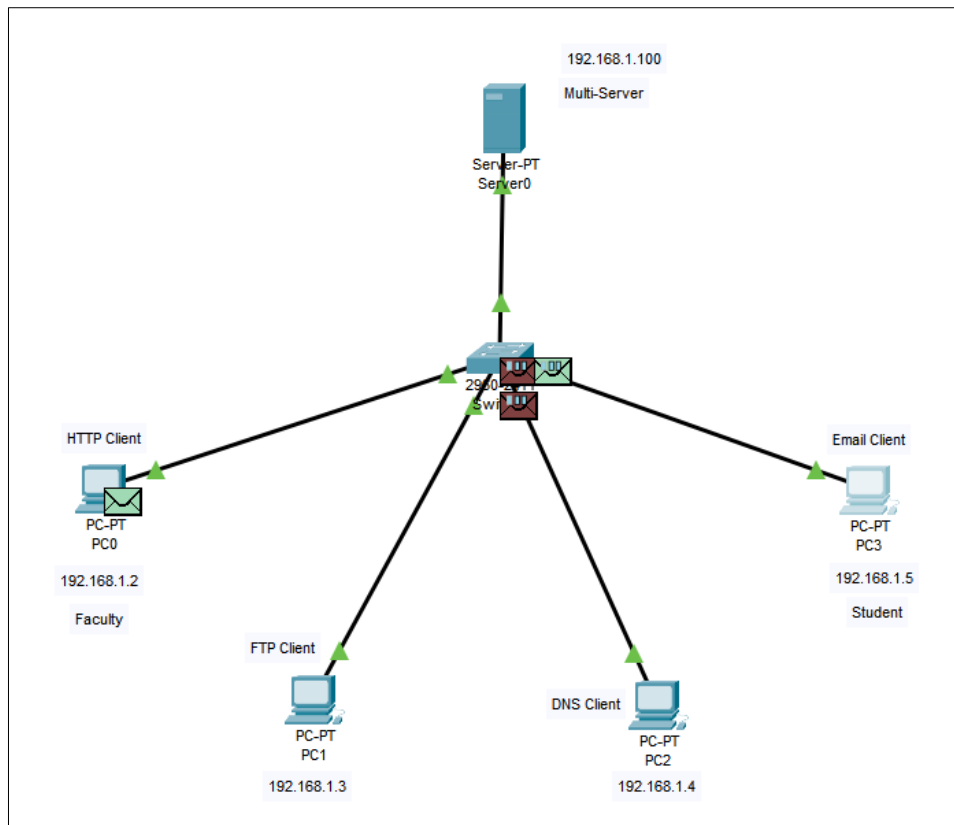 192.168.1.100
Multi-Server
Server-PT
Server0
HTTP Client
PC-PT
PC0
192.168.1.2
Faculty
Email Client
PC-PT
PC3
192.168.1.5
Student
FTP Client
PC-PT
PC1
192.168.1.3
DNS Client
PC-PT
PC2
192.168.1.4